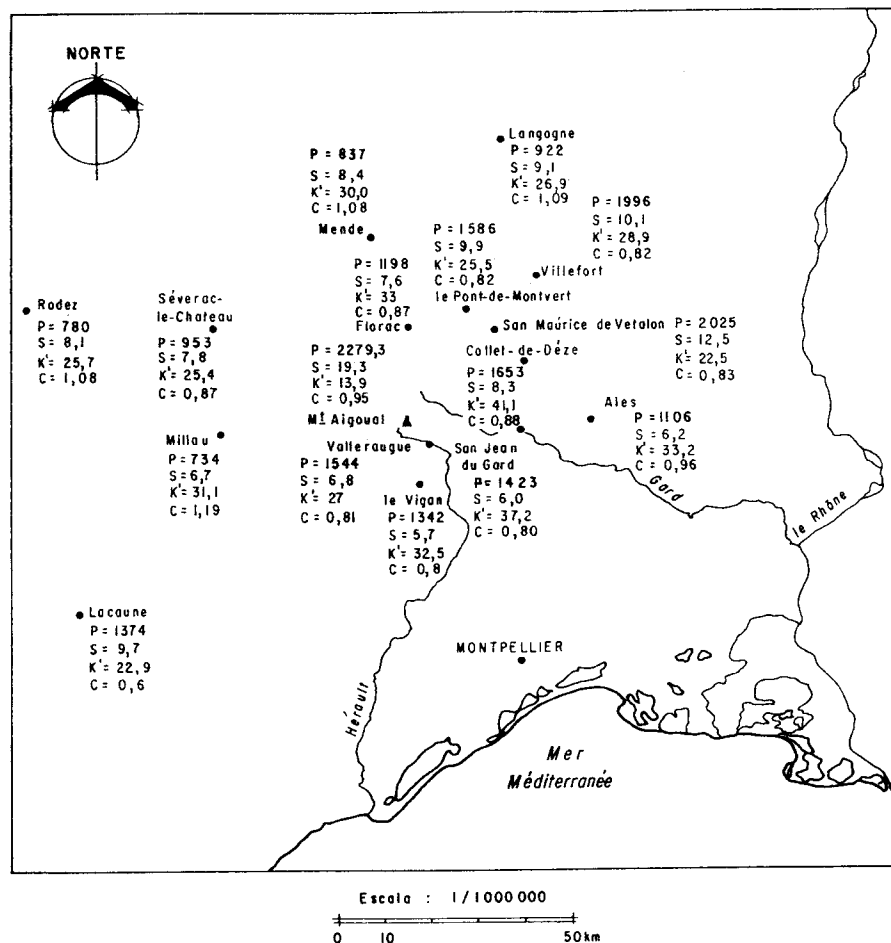 NORTE
Langogne
P = 922
S = 9,1
K' = 26,9
C = 1,09
P = 837
S = 8,4
K' = 30,0
C = 1,08
Mende
P = 1996
S = 10,1
K' = 28,9
C = 0,82
Villefort
P = 1586
S = 9,9
K' = 25,5
C = 0,82
le Pont-de-Montvert
P = 1198
S = 7,6
K' = 33
C = 0,87
Florac
Rodez
P = 780
S = 8,1
K' = 25,7
C = 1,08
Séverac-
le-Chateau
P = 953
S = 7,8
K' = 25,4
C = 0,87
San Maurice de Vetalon
P = 2025
S = 12,5
K' = 22,5
C = 0,83
P = 2279,3
S = 19,3
K' = 13,9
C = 0,95
Mt Aigoual
Collet-de-Dèze
P = 1653
S = 8,3
K' = 41,1
C = 0,88
Ales
P = 1106
S = 6,2
K' = 33,2
C = 0,96
Millau
P = 734
S = 6,7
K' = 31,1
C = 1,19
Valleraugue
P = 1544
S = 6,8
K' = 27
C = 0,81
San Jean
du Gard
P = 1423
S = 6,0
K' = 37,2
C = 0,80
le Vigan
P = 1342
S = 5,7
K' = 32,5
C = 0,8
Gard
le Rhône
Lacaune
P = 1374
S = 9,7
K' = 22,9
C = 0,6
MONTPELLIER
Hérault
Mer
Méditerranée
Escala : 1/1000000
0 10 50km